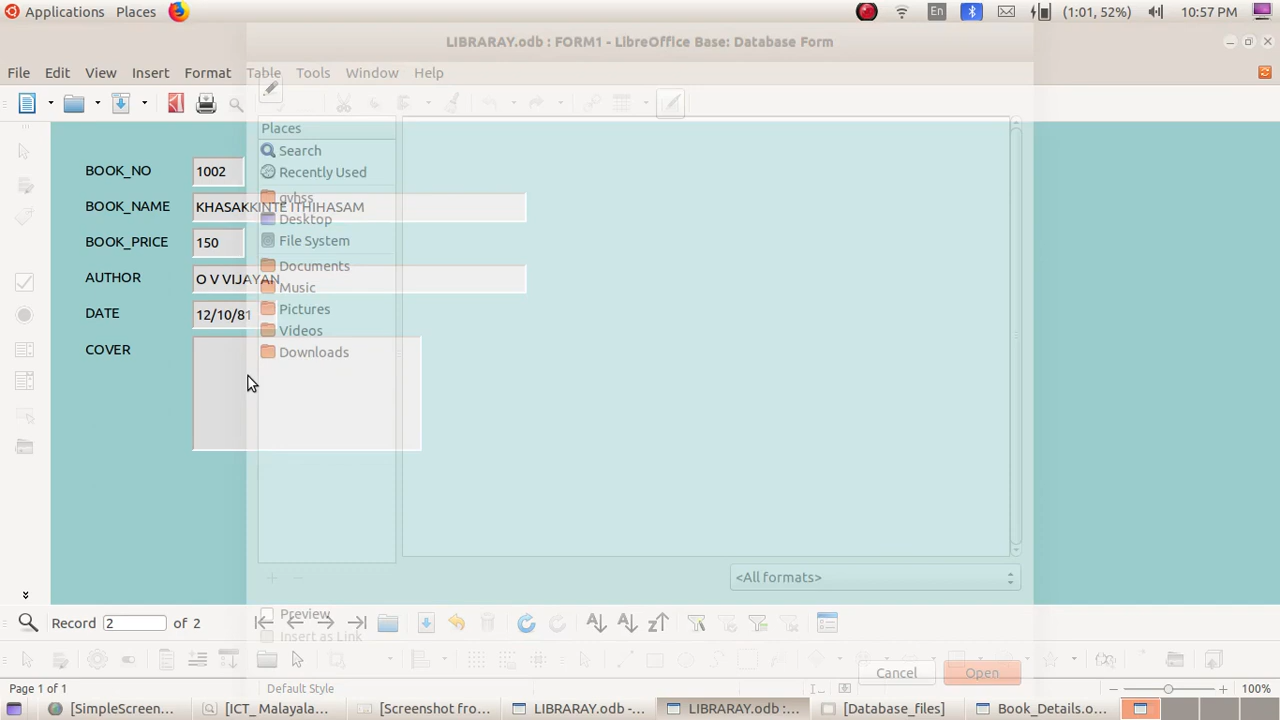 Applications Places En (1:01, 52%) 10:57 PM
LIBRARAY.odb : FORM1 - LibreOffice Base: Database Form
File Edit View Insert Format Table Tools Window Help
Places
Search
Recently Used
gvhss
Desktop
File System
Documents
Music
Pictures
Videos
Downloads
BOOK_NO 1002
BOOK_NAME KHASAKKINTE ITHIHASAM
BOOK_PRICE 150
AUTHOR O V VIJAYAN
DATE 12/10/81
COVER
<All formats>
Preview
Insert as Link
Record 2 of 2
Cancel Open
Page 1 of 1 Default Style 100%
[SimpleScreen... [ICT_Malayala... [Screenshot fro... LIBRARAY.odb -... LIBRARAY.odb :... [Database_files] Book_Details.o...